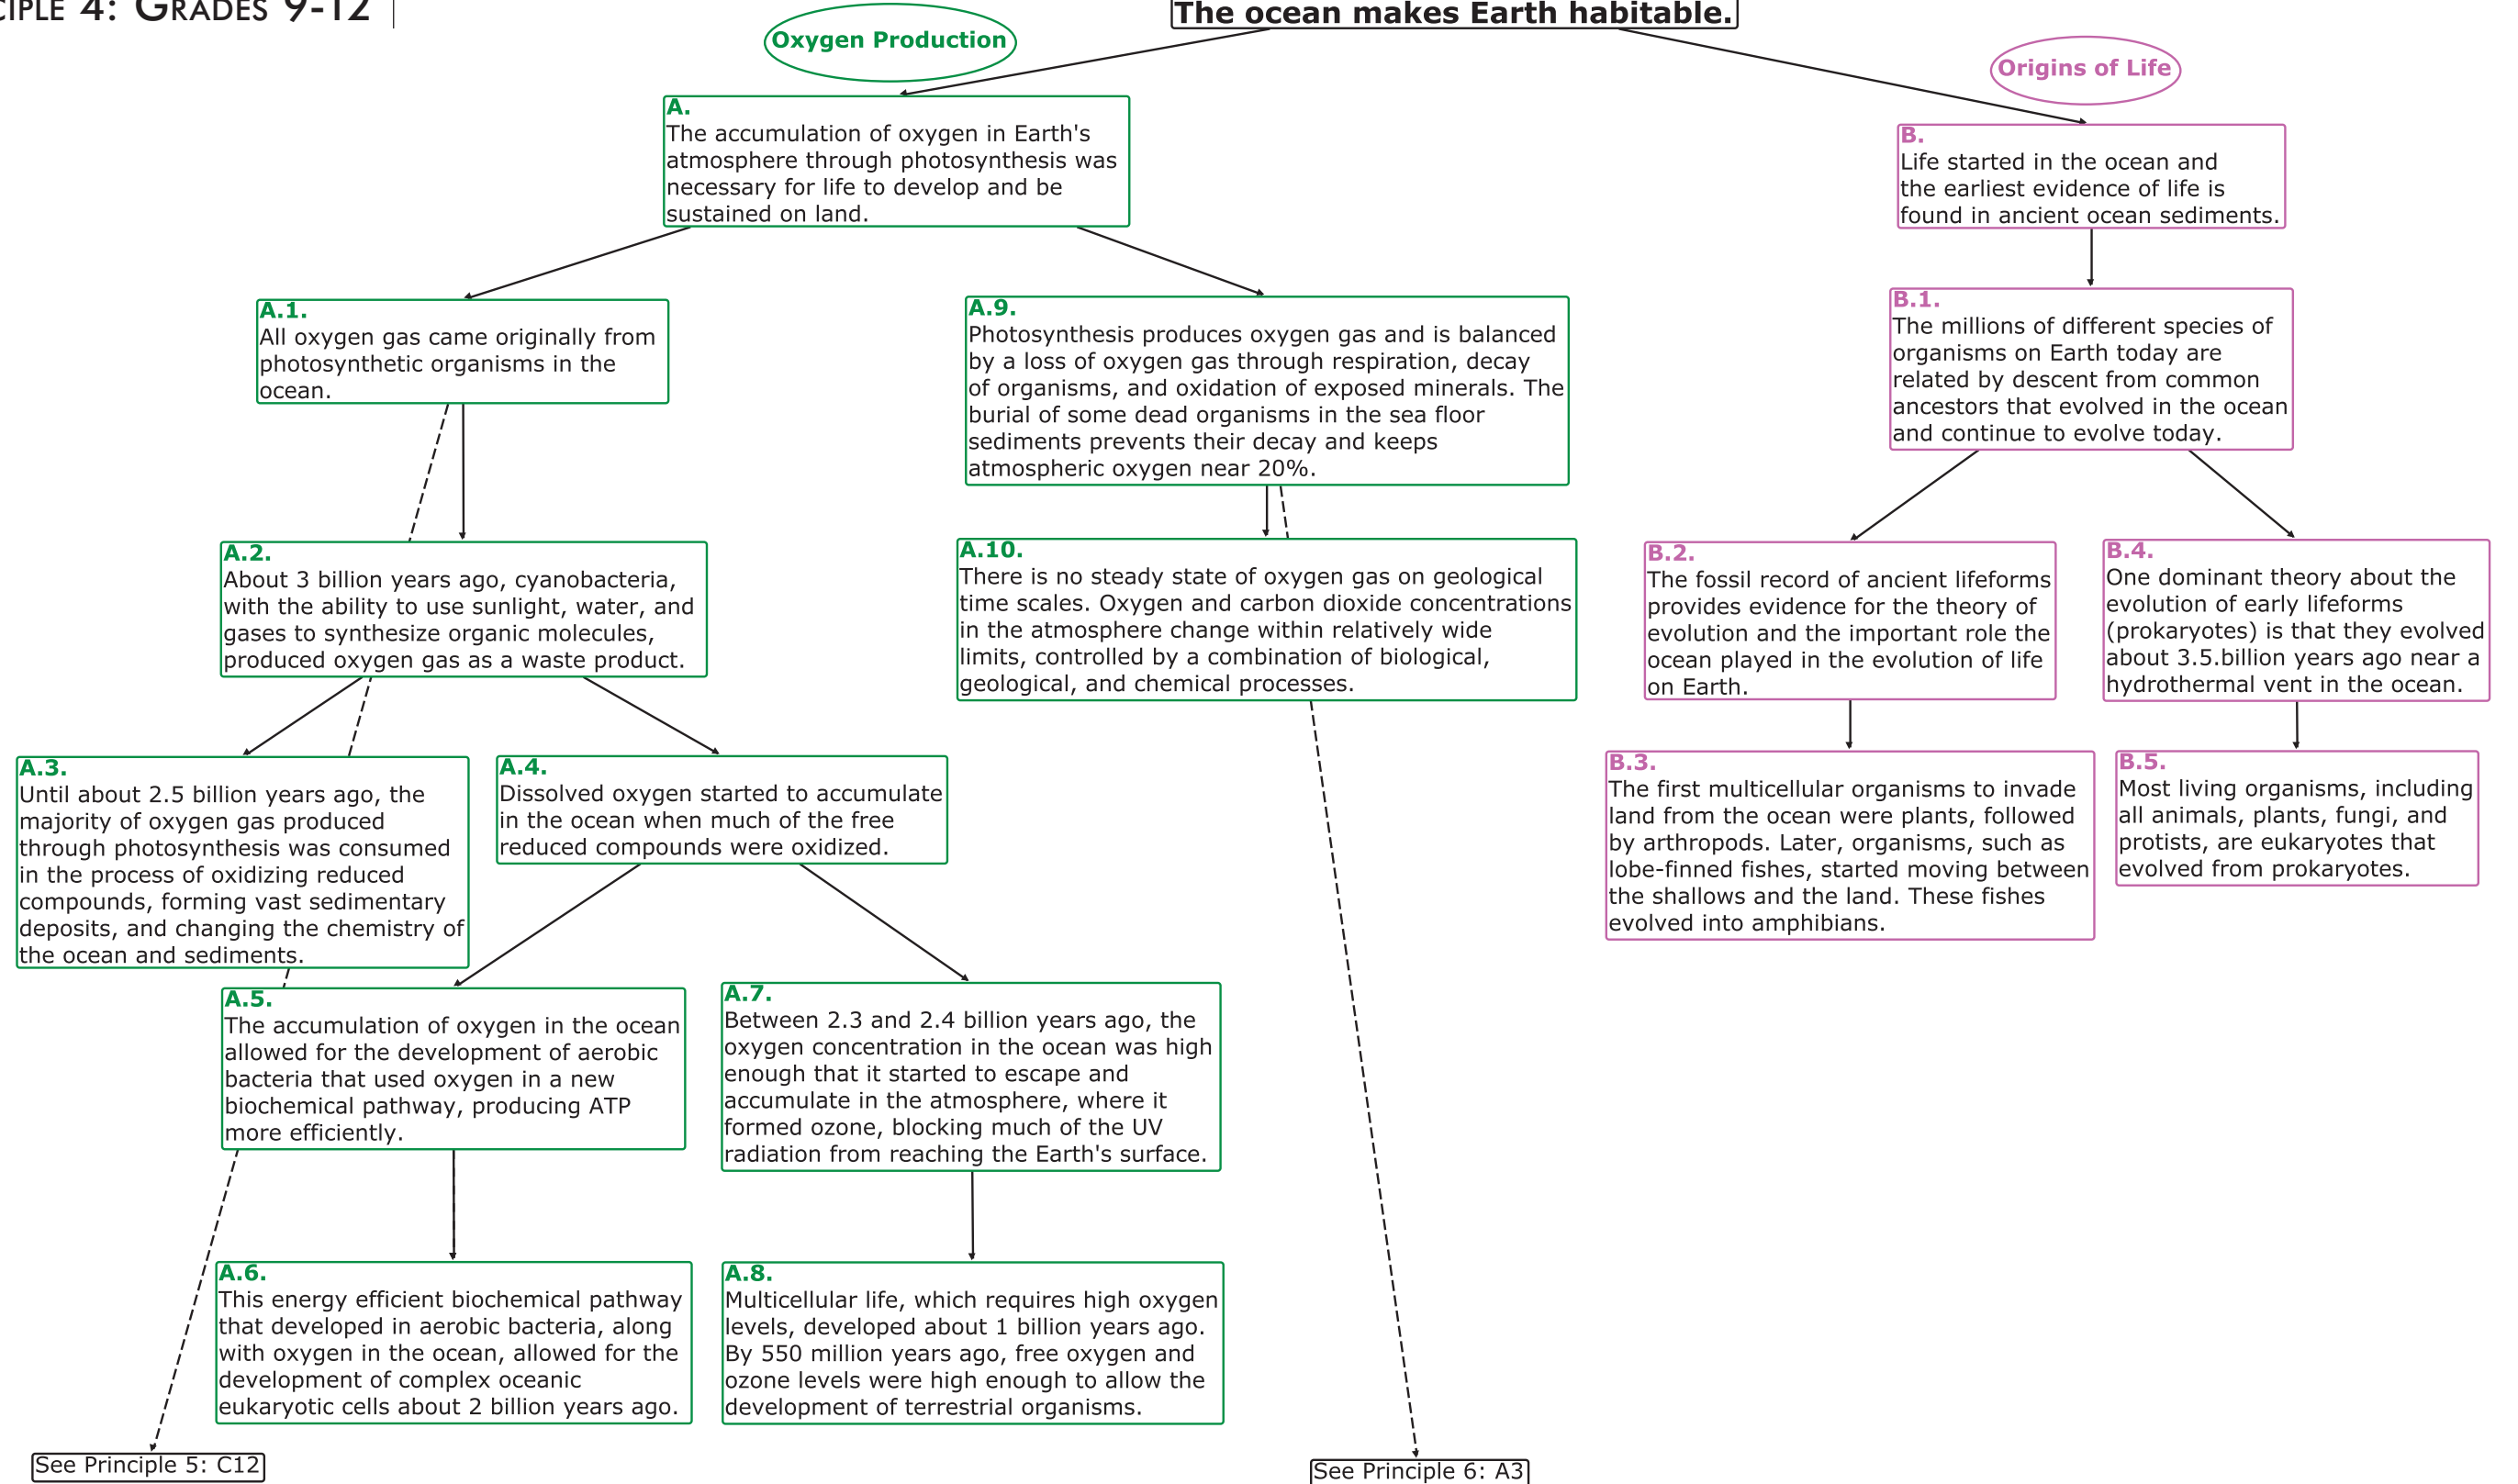 CIPLE 4: GRADES 9-12
The ocean makes Earth habitable.
Oxygen Production
Origins of Life
A.
The accumulation of oxygen in Earth's
atmosphere through photosynthesis was
necessary for life to develop and be
sustained on land.
B.
Life started in the ocean and
the earliest evidence of life is
found in ancient ocean sediments.
A.1.
All oxygen gas came originally from
photosynthetic organisms in the
ocean.
A.9.
Photosynthesis produces oxygen gas and is balanced
by a loss of oxygen gas through respiration, decay
of organisms, and oxidation of exposed minerals. The
burial of some dead organisms in the sea floor
sediments prevents their decay and keeps
atmospheric oxygen near 20%.
B.1.
The millions of different species of
organisms on Earth today are
related by descent from common
ancestors that evolved in the ocean
and continue to evolve today.
A.2.
About 3 billion years ago, cyanobacteria,
with the ability to use sunlight, water, and
gases to synthesize organic molecules,
produced oxygen gas as a waste product.
A.10.
There is no steady state of oxygen gas on geological
time scales. Oxygen and carbon dioxide concentrations
in the atmosphere change within relatively wide
limits, controlled by a combination of biological,
geological, and chemical processes.
B.2.
The fossil record of ancient lifeforms
provides evidence for the theory of
evolution and the important role the
ocean played in the evolution of life
on Earth.
B.4.
One dominant theory about the
evolution of early lifeforms
(prokaryotes) is that they evolved
about 3.5.billion years ago near a
hydrothermal vent in the ocean.
A.3.
Until about 2.5 billion years ago, the
majority of oxygen gas produced
through photosynthesis was consumed
in the process of oxidizing reduced
compounds, forming vast sedimentary
deposits, and changing the chemistry of
the ocean and sediments.
A.4.
Dissolved oxygen started to accumulate
in the ocean when much of the free
reduced compounds were oxidized.
B.3.
The first multicellular organisms to invade
land from the ocean were plants, followed
by arthropods. Later, organisms, such as
lobe-finned fishes, started moving between
the shallows and the land. These fishes
evolved into amphibians.
B.5.
Most living organisms, including
all animals, plants, fungi, and
protists, are eukaryotes that
evolved from prokaryotes.
A.5.
The accumulation of oxygen in the ocean
allowed for the development of aerobic
bacteria that used oxygen in a new
biochemical pathway, producing ATP
more efficiently.
A.7.
Between 2.3 and 2.4 billion years ago, the
oxygen concentration in the ocean was high
enough that it started to escape and
accumulate in the atmosphere, where it
formed ozone, blocking much of the UV
radiation from reaching the Earth's surface.
A.6.
This energy efficient biochemical pathway
that developed in aerobic bacteria, along
with oxygen in the ocean, allowed for the
development of complex oceanic
eukaryotic cells about 2 billion years ago.
A.8.
Multicellular life, which requires high oxygen
levels, developed about 1 billion years ago.
By 550 million years ago, free oxygen and
ozone levels were high enough to allow the
development of terrestrial organisms.
See Principle 5: C12
See Principle 6: A3